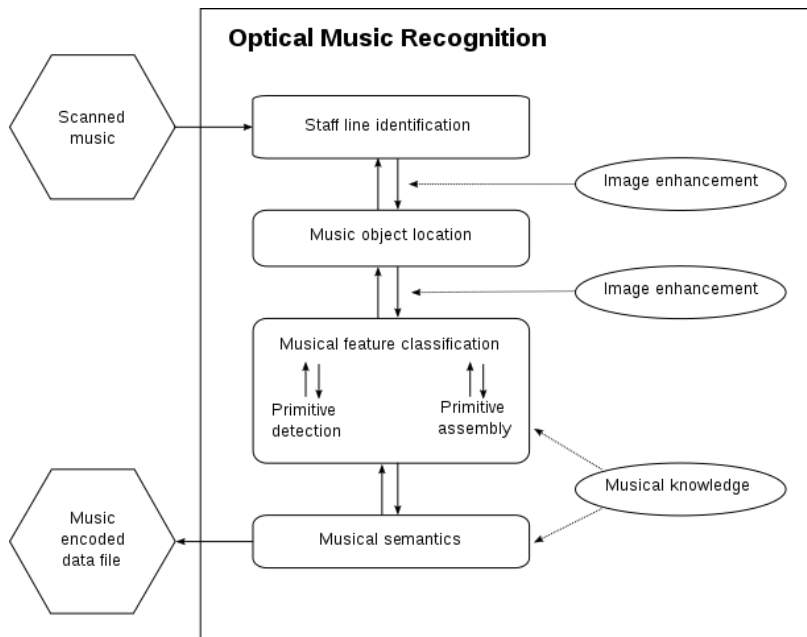 Optical Music Recognition
Scanned
music
Staff line identification
Image enhancement
Music object location
Image enhancement
Musical feature classification
Primitive
detection
Primitive
assembly
Musical knowledge
Music
encoded
data file
Musical semantics